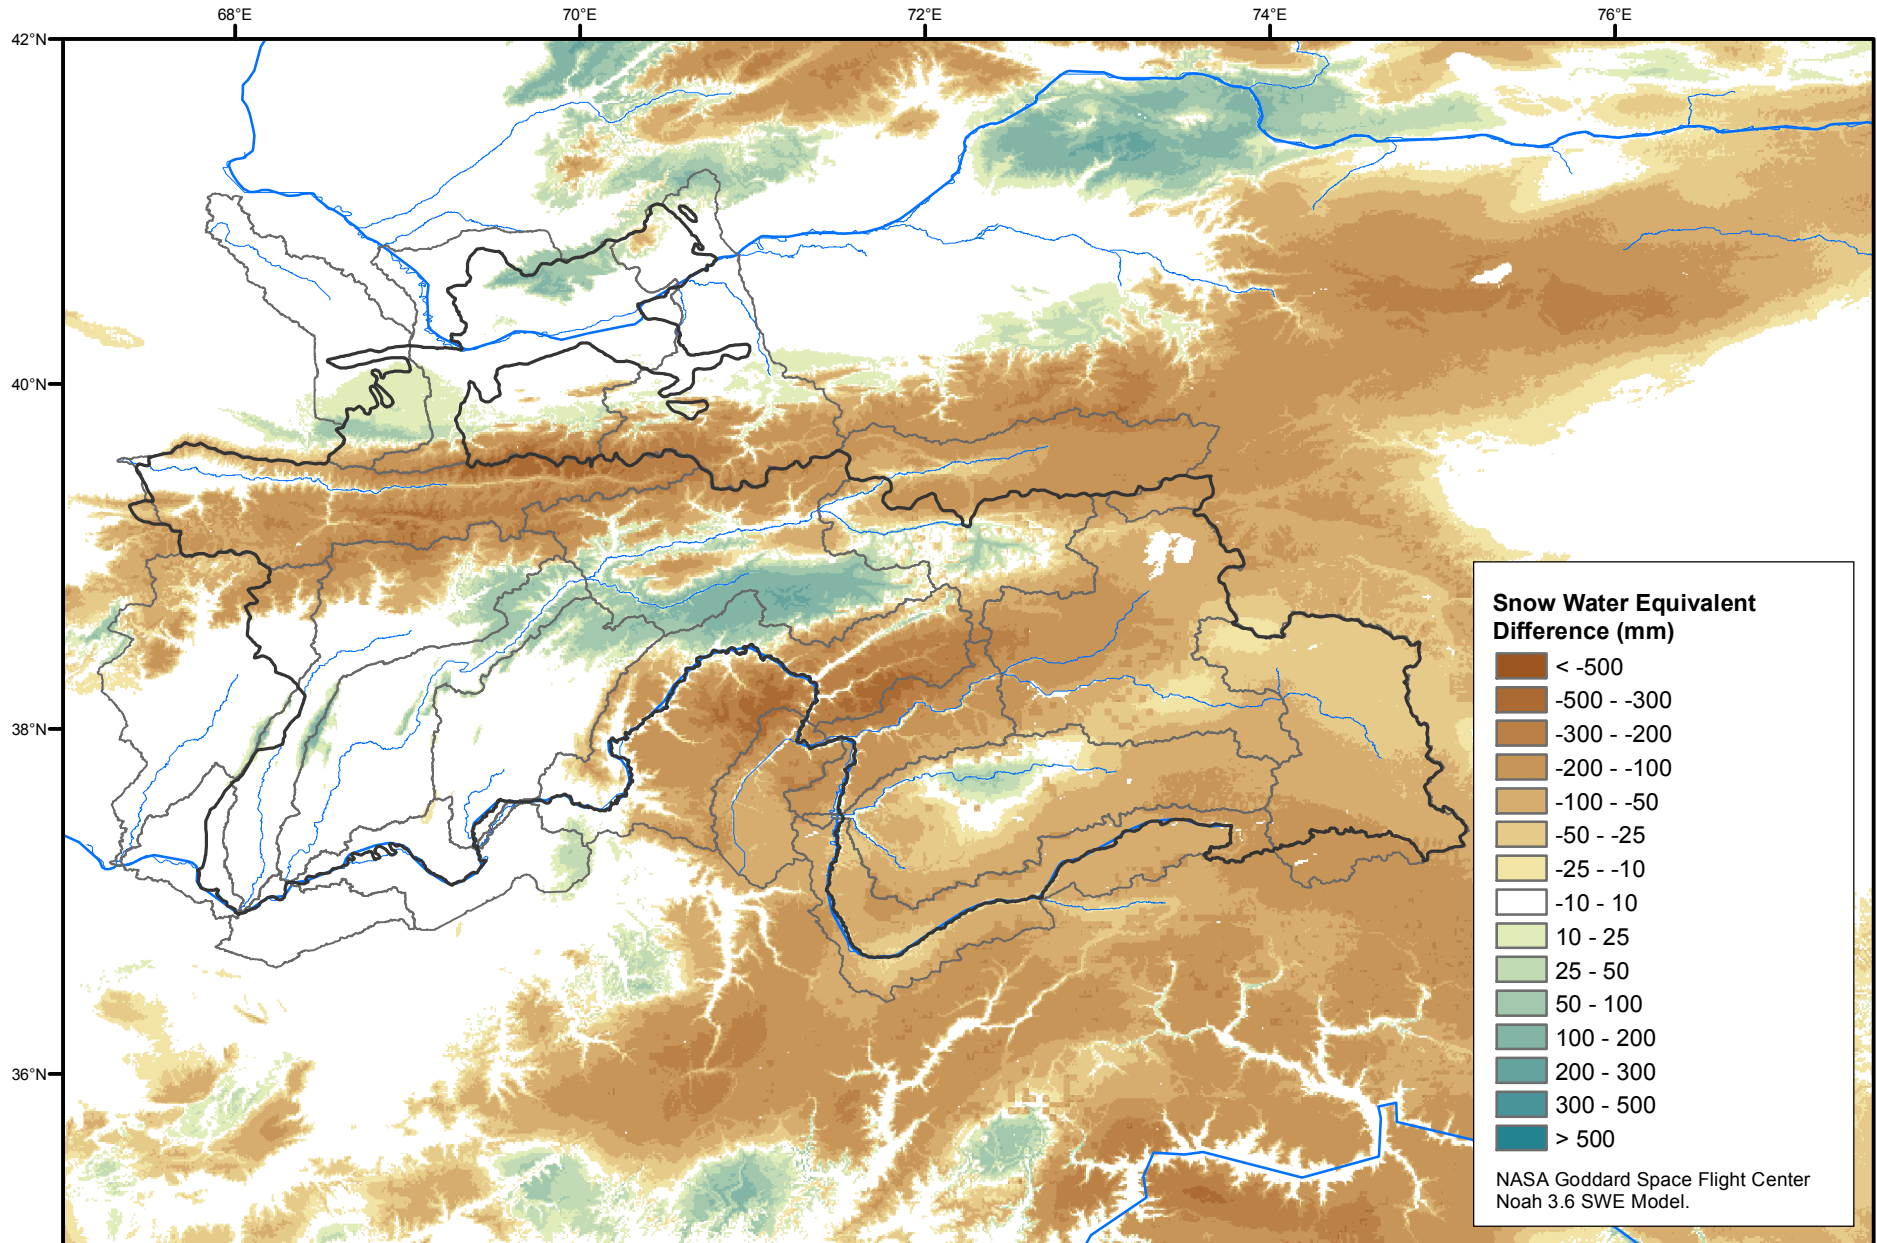 68°E 70°E 72°E 74°E 76°E
42°N
40°N
38°N
36°N
Snow Water Equivalent
Difference (mm)
< -500
-500 - -300
-300 - -200
-200 - -100
-100 - -50
-50 - -25
-25 - -10
-10 - 10
10 - 25
25 - 50
50 - 100
100 - 200
200 - 300
300 - 500
> 500
NASA Goddard Space Flight Center
Noah 3.6 SWE Model.